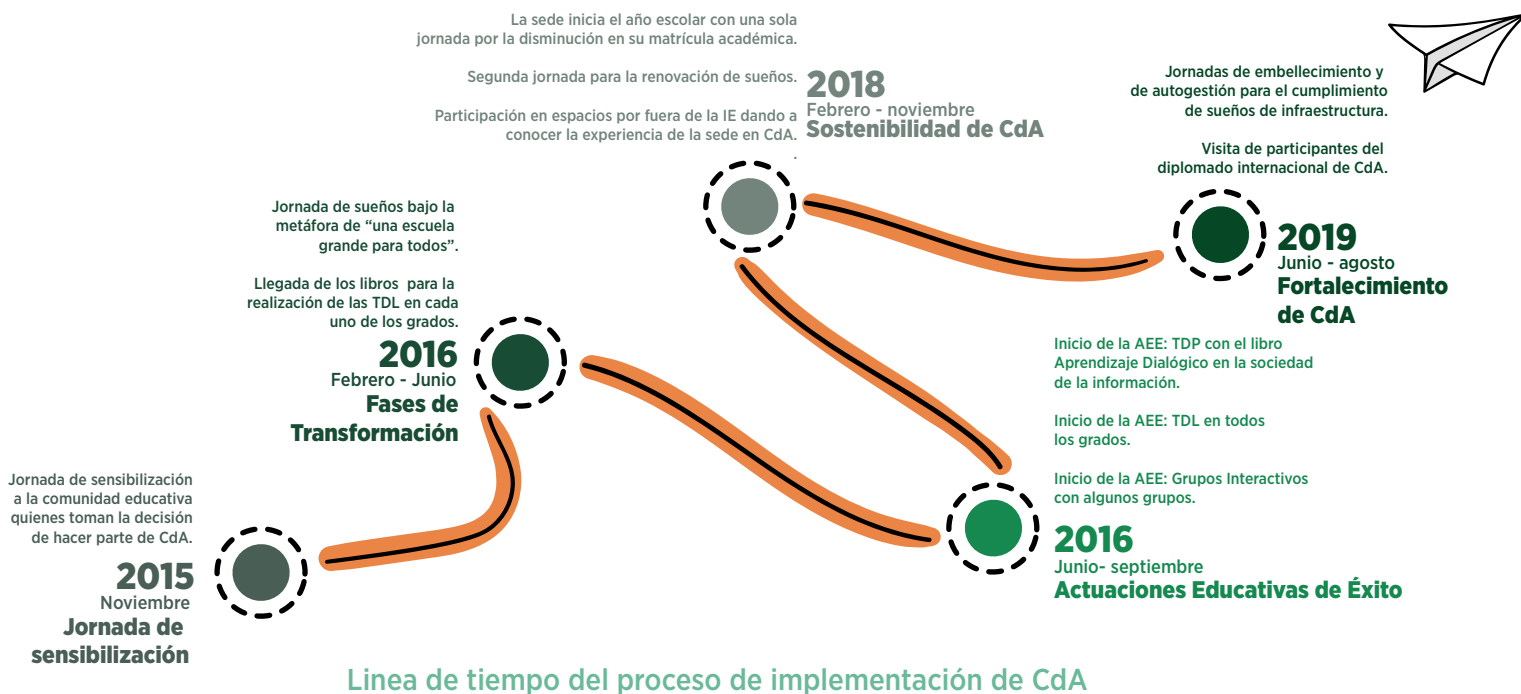 Jornada de sensibilización
a la comunidad educativa
quienes toman la decisión
de hacer parte de CdA.
2015
Noviembre
Jornada de
sensibilización
Jornada de sueños bajo la
metáfora de “una escuela
grande para todos”.
Llegada de los libros para la
realización de las TDL en cada
uno de los grados.
2016
Febrero - Junio
Fases de
Transformación
Inicio de la AEE: TDP con el libro
Aprendizaje Dialógico en la sociedad
de la información.
Inicio de la AEE: TDL en todos
los grados.
Inicio de la AEE: Grupos Interactivos
con algunos grupos.
2016
Junio- septiembre
Actuaciones Educativas de Éxito
La sede inicia el año escolar con una sola
jornada por la disminución en su matrícula académica.
Segunda jornada para la renovación de sueños.
Participación en espacios por fuera de la IE dando a
conocer la experiencia de la sede en CdA.
.
2018
Febrero - noviembre
Sostenibilidad de CdA
Jornadas de embellecimiento y
de autogestión para el cumplimiento
de sueños de infraestructura.
Visita de participantes del
diplomado internacional de CdA.
2019
Junio - agosto
Fortalecimiento
de CdA
Linea de tiempo del proceso de implementación de CdA